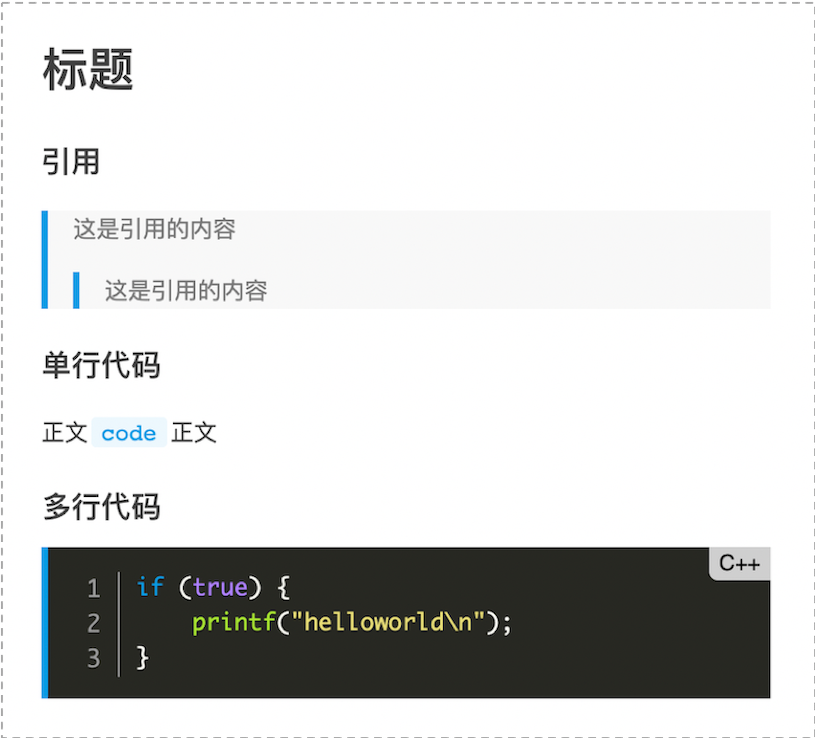 标题
引用
这是引用的内容
这是引用的内容
单行代码
正文 code 正文
多行代码
C++
1 if (true) {
2     printf("helloworld\n");
3 }